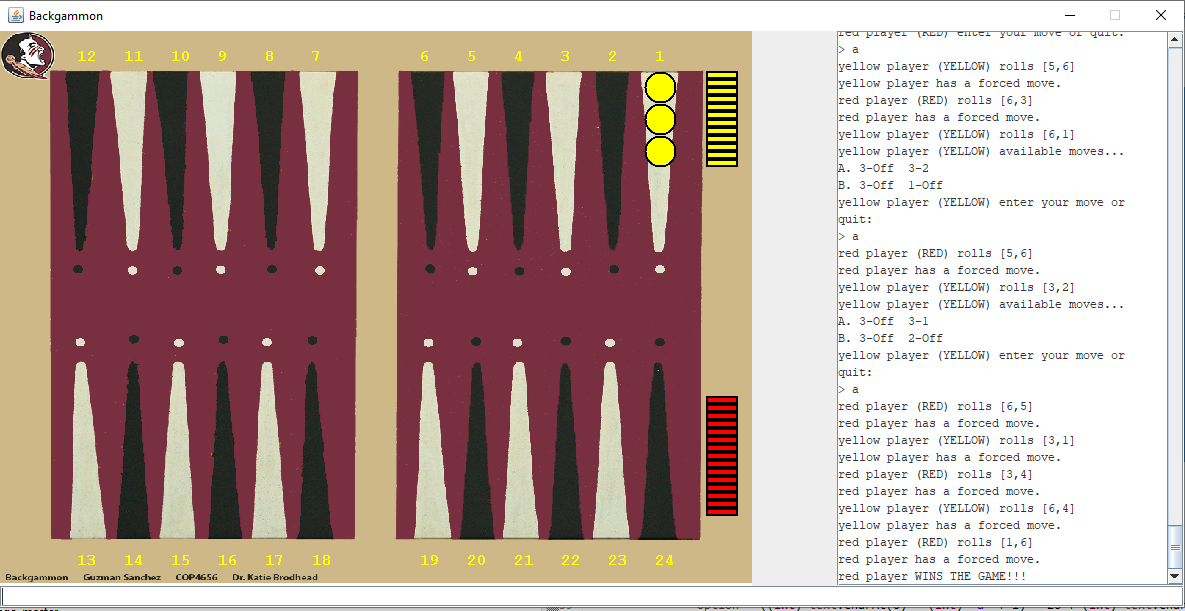 Backgammon
12 11 10 9 8 7 6 5 4 3 2 1
13 14 15 16 17 18 19 20 21 22 23 24
Backgammon Guzman Sanchez COP4656 Dr. Katie Brodhead
red player (RED) enter your move or quit:
> a
yellow player (YELLOW) rolls [5,6]
yellow player has a forced move.
red player (RED) rolls [6,3]
red player has a forced move.
yellow player (YELLOW) rolls [6,1]
yellow player (YELLOW) available moves...
A. 3-Off 3-2
B. 3-Off 1-Off
yellow player (YELLOW) enter your move or
quit:
> a
red player (RED) rolls [5,6]
red player has a forced move.
yellow player (YELLOW) rolls [3,2]
yellow player (YELLOW) available moves...
A. 3-Off 3-1
B. 3-Off 2-Off
yellow player (YELLOW) enter your move or
quit:
> a
red player (RED) rolls [6,5]
red player has a forced move.
yellow player (YELLOW) rolls [3,1]
yellow player has a forced move.
red player (RED) rolls [3,4]
red player has a forced move.
yellow player (YELLOW) rolls [6,4]
yellow player has a forced move.
red player (RED) rolls [1,6]
red player has a forced move.
red player WINS THE GAME!!!